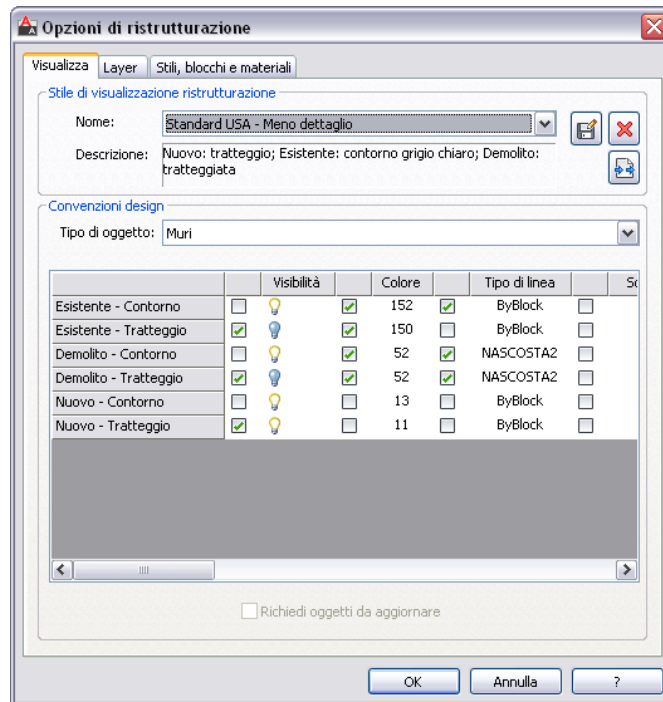 Opzioni di ristrutturazione
Visualizza Layer Stili, blocchi e materiali
Stile di visualizzazione ristrutturazione
Nome: Standard USA - Meno dettaglio
Descrizione: Nuovo: tratteggio; Esistente: contorno grigio chiaro; Demolito:
tratteggiata
Convenzioni design
Tipo di oggetto: Muri
Visibilità Colore Tipo di linea
Esistente - Contorno 152 ByBlock
Esistente - Tratteggio 150 ByBlock
Demolito - Contorno 52 NASCOSTA2
Demolito - Tratteggio 52 NASCOSTA2
Nuovo - Contorno 13 ByBlock
Nuovo - Tratteggio 11 ByBlock
Richiedi oggetti da aggiornare
OK Annulla ?